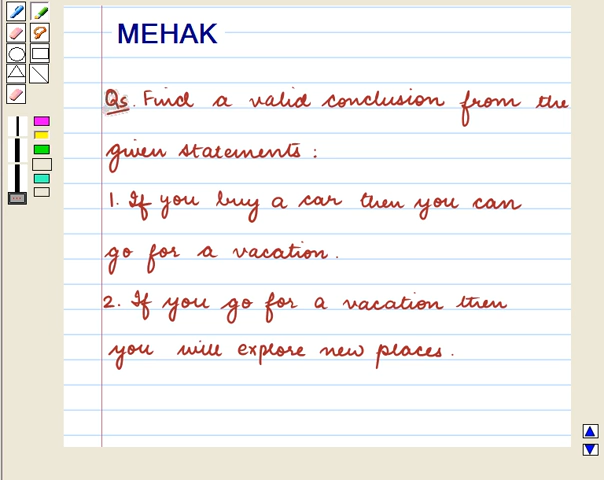 MEHAK
Qs. Find a valid conclusion from the
given statements :
1. If you buy a car then you can
go for a vacation.
2. If you go for a vacation then
you will explore new places.